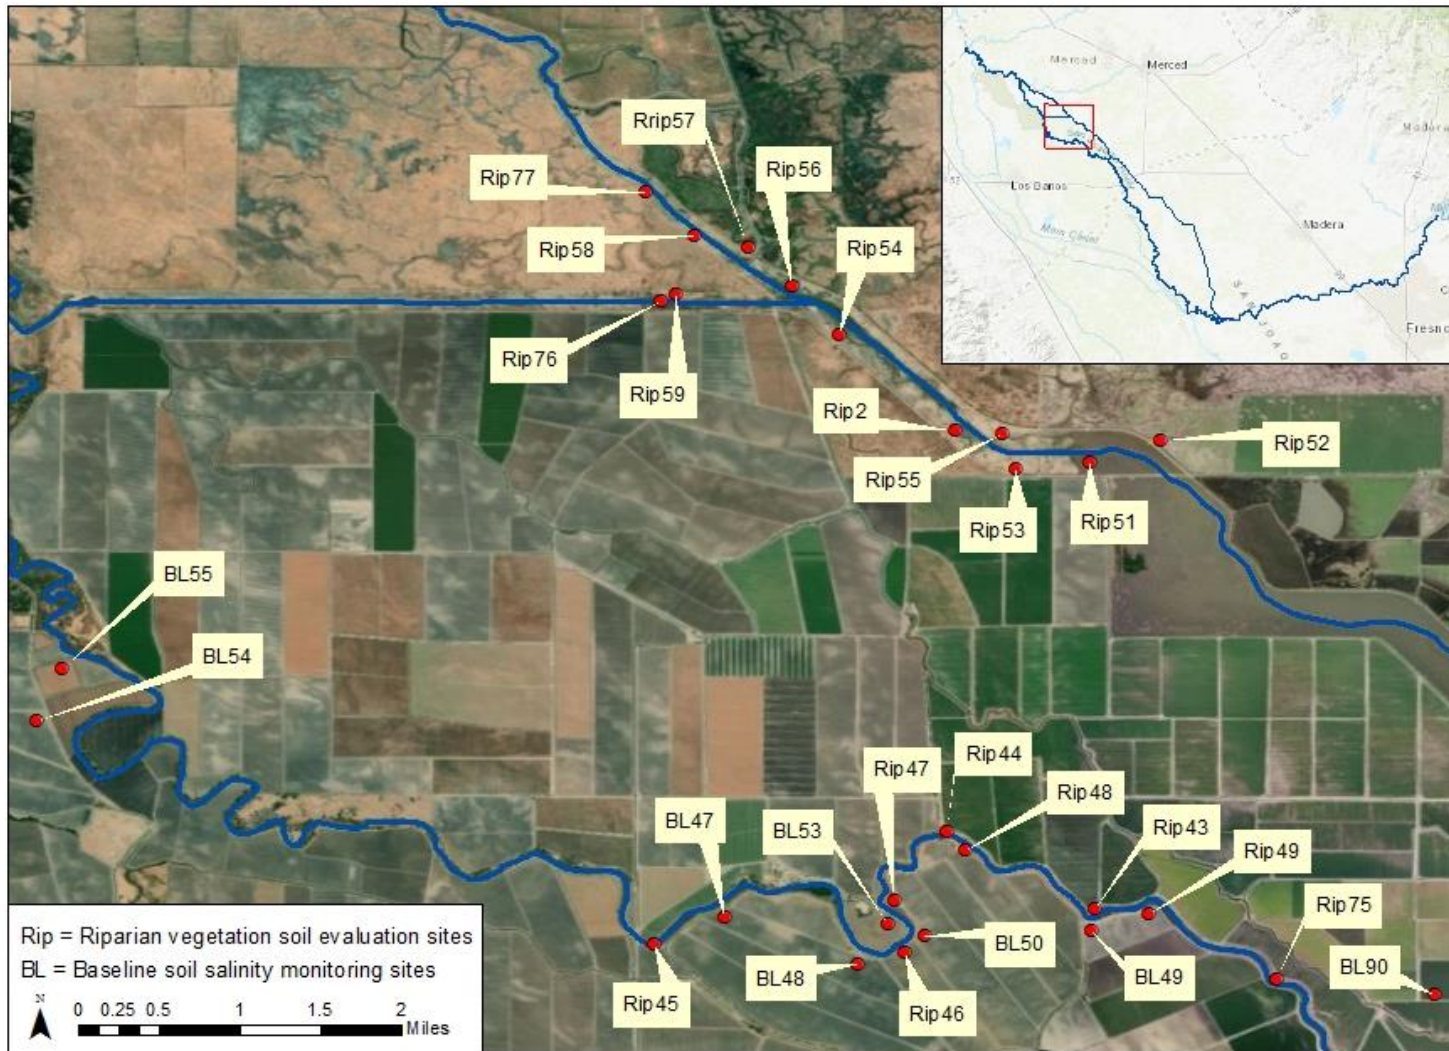 Merced
Merced
Los Banos
Madera
Fresno
Rrip57
Rip56
Rip77
Rip58
Rip54
Rip76
Rip59
Rip2
Rip55
Rip52
Rip53
Rip51
BL55
BL54
Rip44
Rip47
Rip48
BL47
BL53
Rip43
Rip49
Rip75
BL50
BL90
Rip45
BL48
Rip46
BL49
Rip = Riparian vegetation soil evaluation sites
BL = Baseline soil salinity monitoring sites
N
0 0.25 0.5 1 1.5 2
Miles